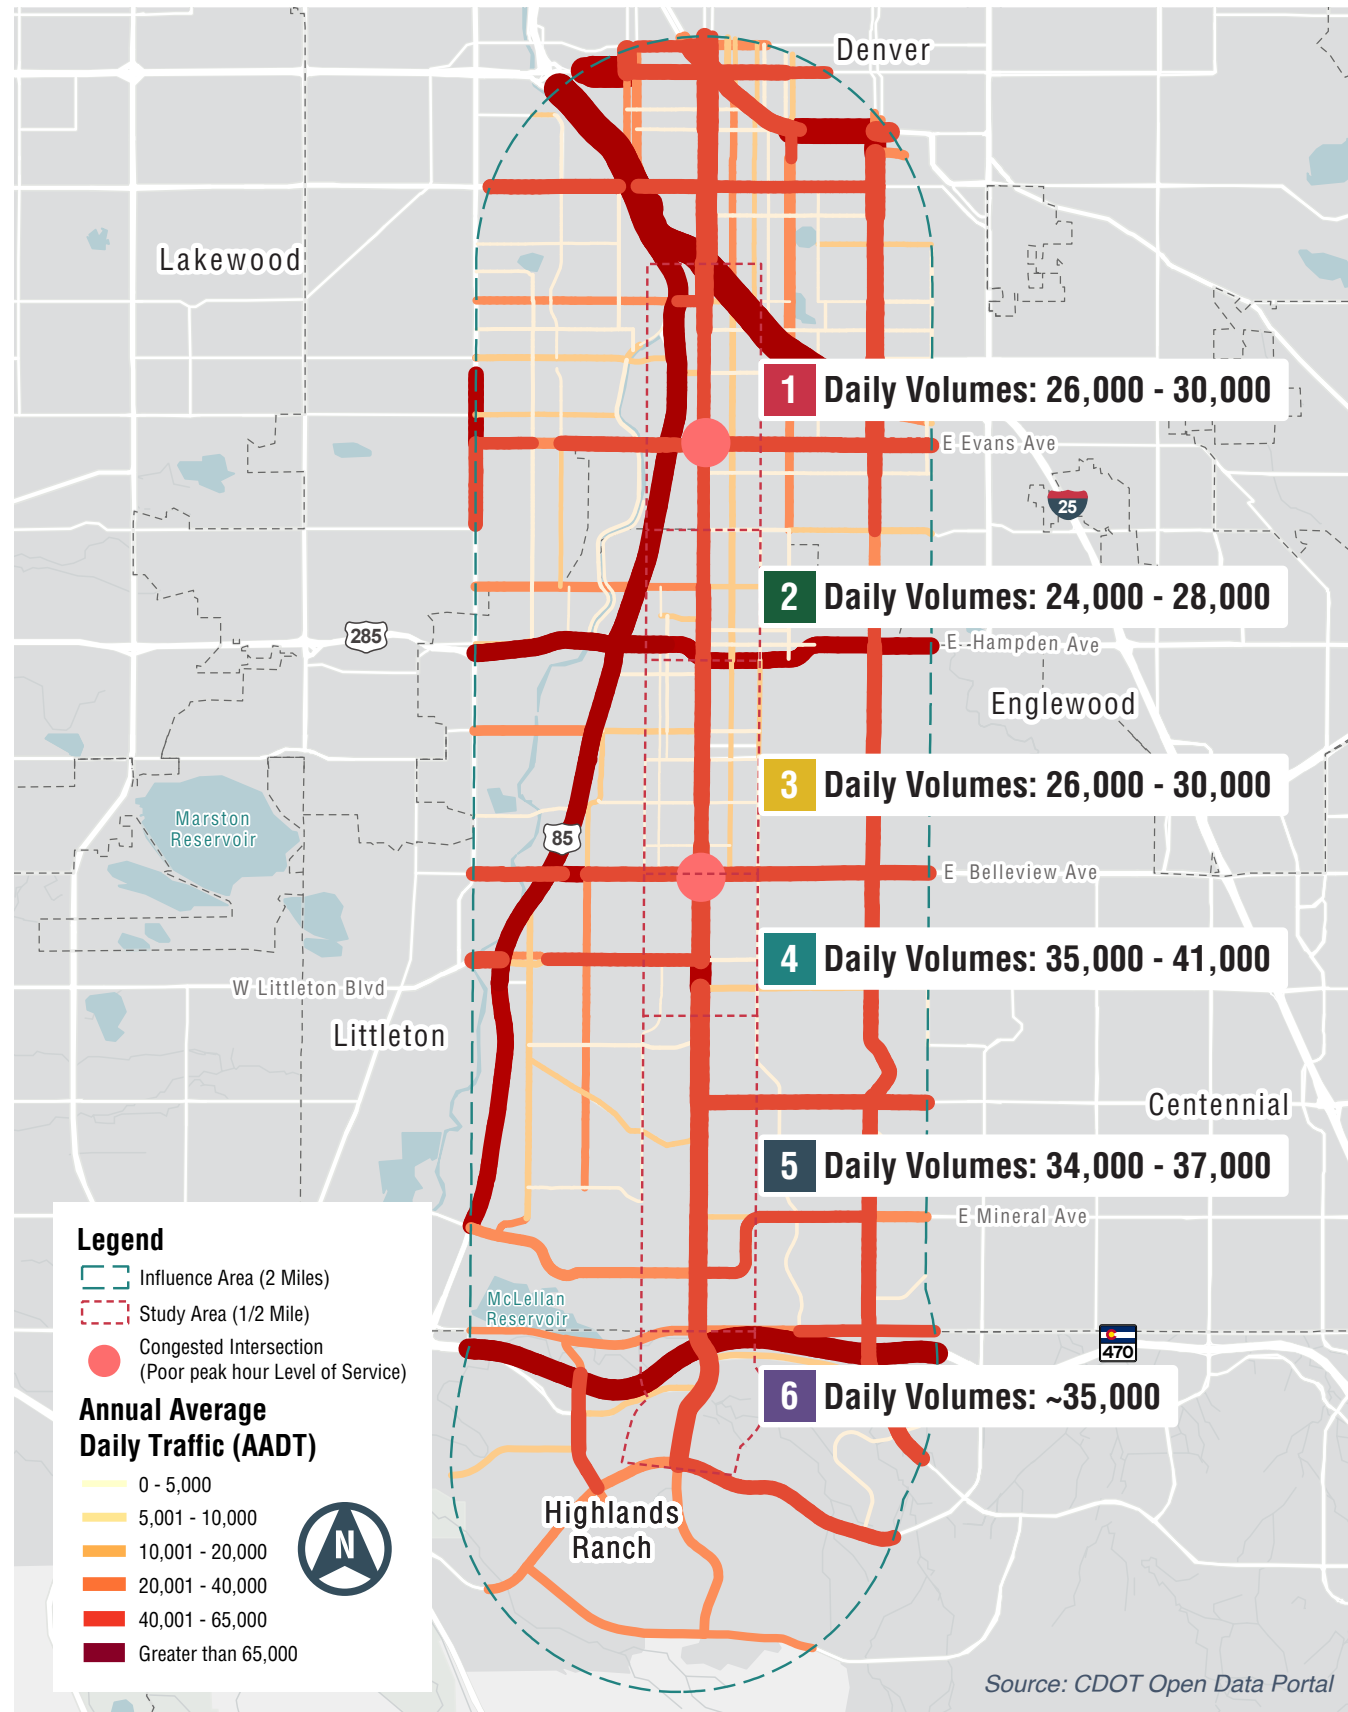 Denver
Lakewood
1 Daily Volumes: 26,000 - 30,000
E Evans Ave
25
2 Daily Volumes: 24,000 - 28,000
285
E Hampden Ave
Englewood
3 Daily Volumes: 26,000 - 30,000
Marston
Reservoir
85
E Belleview Ave
4 Daily Volumes: 35,000 - 41,000
W Littleton Blvd
Littleton
Centennial
5 Daily Volumes: 34,000 - 37,000
E Mineral Ave
McLellan
Reservoir
470
6 Daily Volumes: ~35,000
Highlands
Ranch
Legend
Influence Area (2 Miles)
Study Area (1/2 Mile)
Congested Intersection
(Poor peak hour Level of Service)
Annual Average
Daily Traffic (AADT)
0 - 5,000
5,001 - 10,000
10,001 - 20,000
20,001 - 40,000
40,001 - 65,000
Greater than 65,000
N
Source: CDOT Open Data Portal